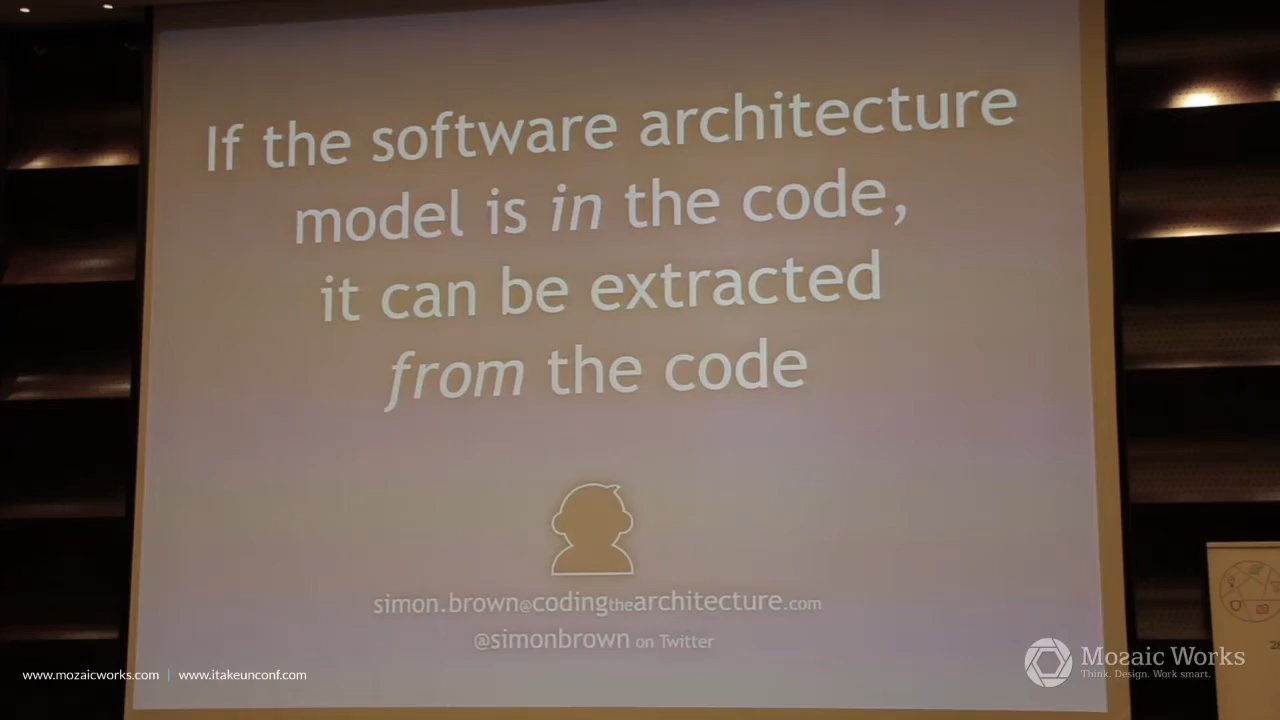 If the software architecture
model is in the code,
it can be extracted
from the code
simon.brown@codingthearchitecture.com
@simonbrown on Twitter
www.mozaicworks.com | www.itakeunconf.com
Mozaic Works
Think. Design. Work smart.